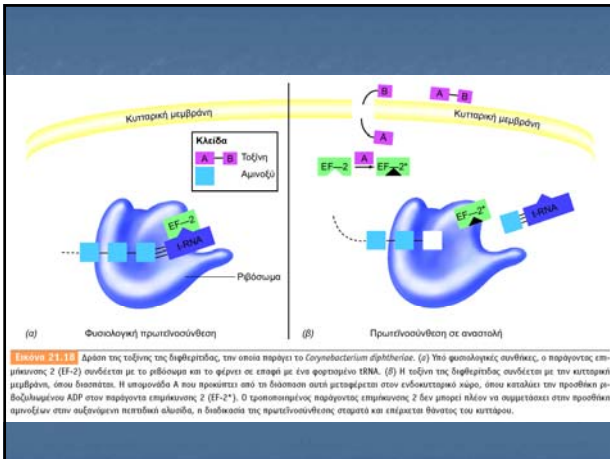 Κυτταρική μεμβράνη
Κλείδα
A B Τοξίνη
Αμινοξύ
EF–2
t-RNA
Ριβόσωμα
(α) Φυσιολογική πρωτεϊνοσύνθεση
B
A B
A
Κυτταρική μεμβράνη
A
EF–2 EF–2*
EF–2*
t-RNA
(β) Πρωτεϊνοσύνθεση σε αναστολή
Εικόνα 21.18 Δράση της τοξίνης της διφθερίτιδας, την οποία παράγει το Corynebacterium diphtheriae. (α) Υπό φυσιολογικές συνθήκες, ο παράγοντας επι-
μήκυνσης 2 (EF-2) συνδέεται με το ριβόσωμα και το φέρνει σε επαφή με ένα φορτισμένο tRNA. (β) Η τοξίνη της διφθερίτιδας συνδέεται με την κυτταρική
μεμβράνη, όπου διασπάται. Η υπομονάδα Α που προκύπτει από τη διάσπαση αυτή μεταφέρεται στον ενδοκυτταρικό χώρο, όπου καταλύει την προσθήκη ρι-
βοζυλιωμένου ADP στον παράγοντα επιμήκυνσης 2 (EF-2*). Ο τροποποιημένος παράγοντας επιμήκυνσης 2 δεν μπορεί πλέον να συμμετάσχει στην προσθήκη
αμινοξέων στην αυξανόμενη πεπτιδική αλυσίδα, η διαδικασία της πρωτεϊνοσύνθεσης σταματά και επέρχεται θάνατος του κυττάρου.